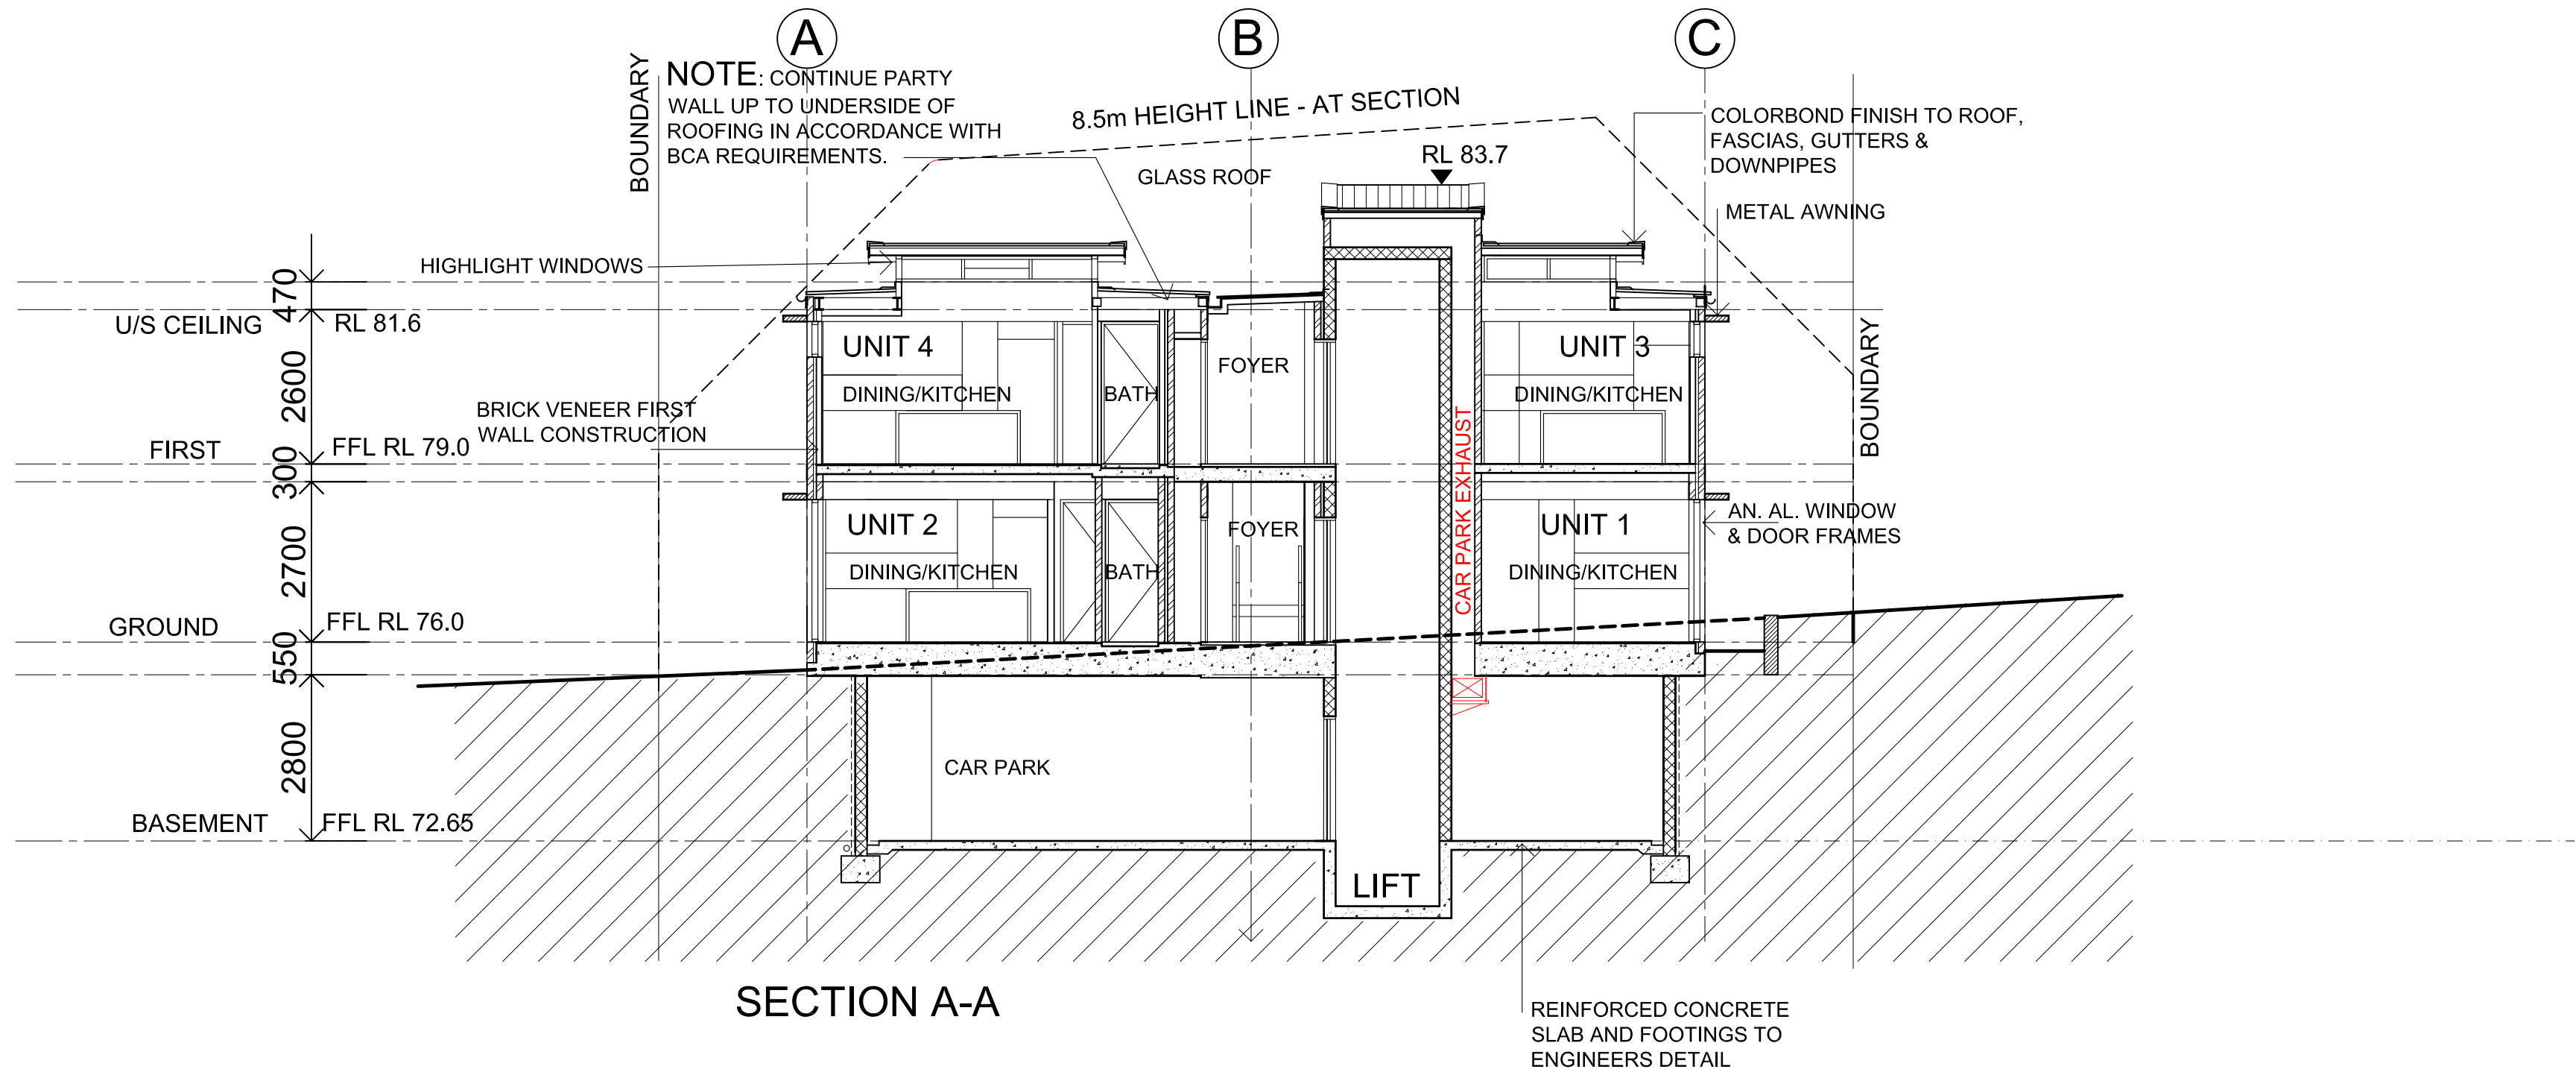 A
B
C
BOUNDARY
NOTE: CONTINUE PARTY
WALL UP TO UNDERSIDE OF
ROOFING IN ACCORDANCE WITH
BCA REQUIREMENTS.
8.5m HEIGHT LINE - AT SECTION
COLORBOND FINISH TO ROOF,
FASCIAS, GUTTERS &
DOWNPIPES
RL 83.7
GLASS ROOF
METAL AWNING
HIGHLIGHT WINDOWS
470
U/S CEILING
RL 81.6
UNIT 4
UNIT 3
FOYER
2600
DINING/KITCHEN
BATH
DINING/KITCHEN
BOUNDARY
BRICK VENEER FIRST
WALL CONSTRUCTION
FIRST
FFL RL 79.0
300
CAR PARK EXHAUST
AN. AL. WINDOW
& DOOR FRAMES
UNIT 2
FOYER
UNIT 1
2700
DINING/KITCHEN
BATH
DINING/KITCHEN
GROUND
FFL RL 76.0
550
2800
CAR PARK
BASEMENT
FFL RL 72.65
LIFT
SECTION A-A
REINFORCED CONCRETE
SLAB AND FOOTINGS TO
ENGINEERS DETAIL